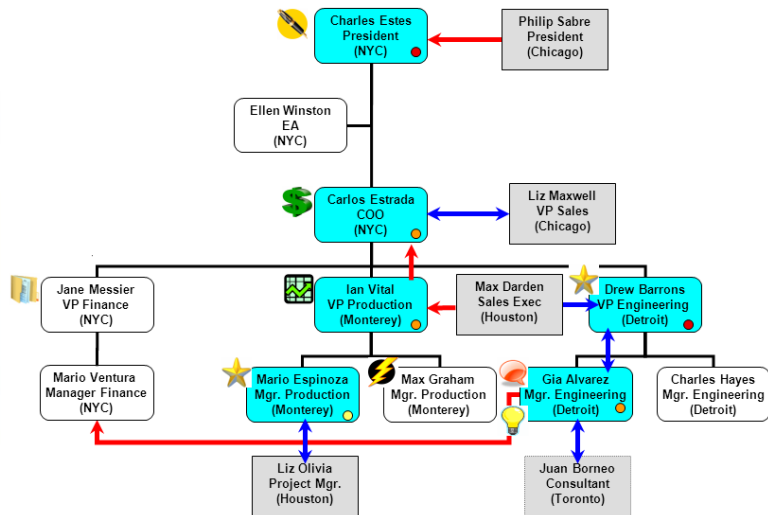 Charles Estes
President
(NYC)
Philip Sabre
President
(Chicago)
Ellen Winston
EA
(NYC)
Carlos Estrada
COO
(NYC)
Liz Maxwell
VP Sales
(Chicago)
Jane Messier
VP Finance
(NYC)
Ian Vital
VP Production
(Monterey)
Max Darden
Sales Exec
(Houston)
Drew Barrons
VP Engineering
(Detroit)
Mario Ventura
Manager Finance
(NYC)
Mario Espinoza
Mgr. Production
(Monterey)
Max Graham
Mgr. Production
(Monterey)
Gia Alvarez
Mgr. Engineering
(Detroit)
Charles Hayes
Mgr. Engineering
(Detroit)
Liz Olivia
Project Mgr.
(Houston)
Juan Borneo
Consultant
(Toronto)
$